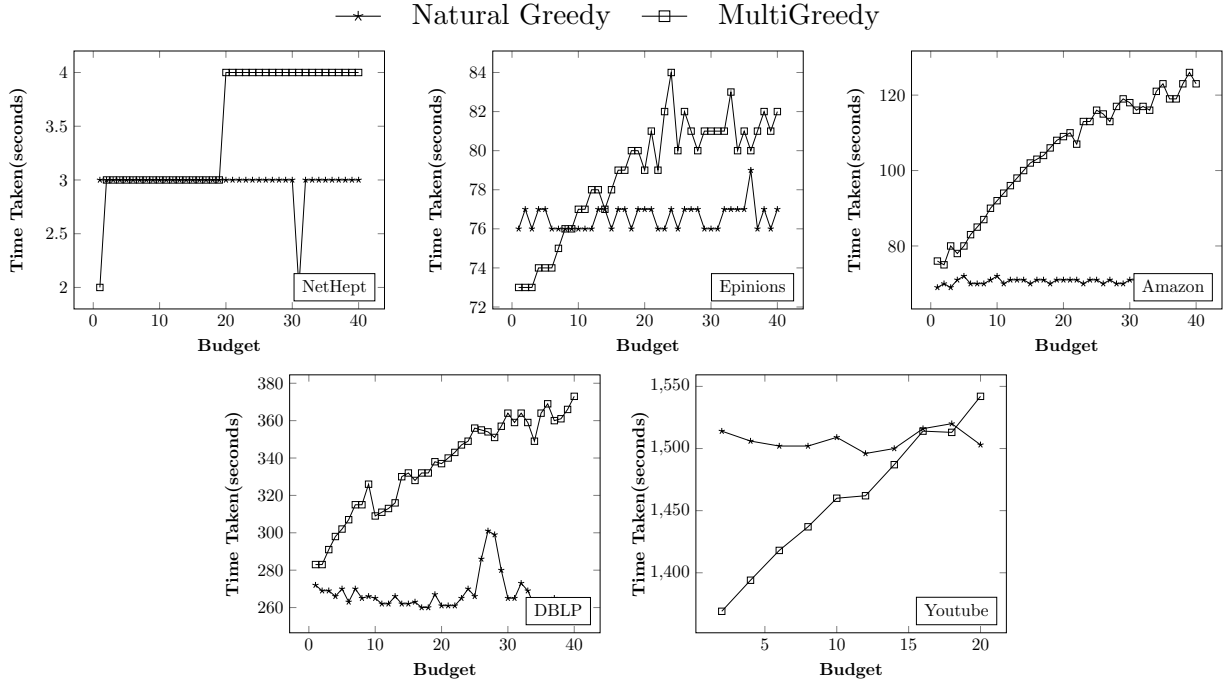 Natural Greedy MultiGreedy
Time Taken(seconds)
4
3.5
3
2.5
2
0 10 20 30 40
Budget
NetHept
Time Taken(seconds)
84
82
80
78
76
74
72
0 10 20 30 40
Budget
Epinions
Time Taken(seconds)
120
100
80
0 10 20 30 40
Budget
Amazon
Time Taken(seconds)
380
360
340
320
300
280
260
0 10 20 30 40
Budget
DBLP
Time Taken(seconds)
1,550
1,500
1,450
1,400
5 10 15 20
Budget
Youtube